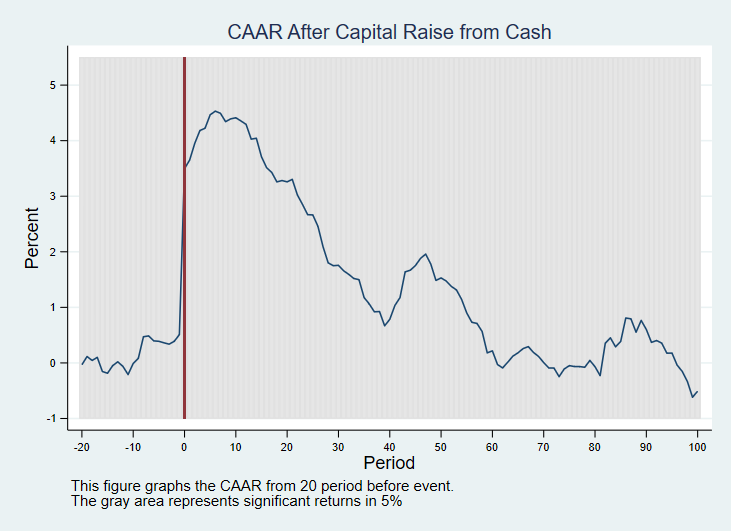 CAAR After Capital Raise from Cash
Percent
5
4
3
2
1
0
-1
-20 -10 0 10 20 30 40 50 60 70 80 90 100
Period
This figure graphs the CAAR from 20 period before event.
The gray area represents significant returns in 5%